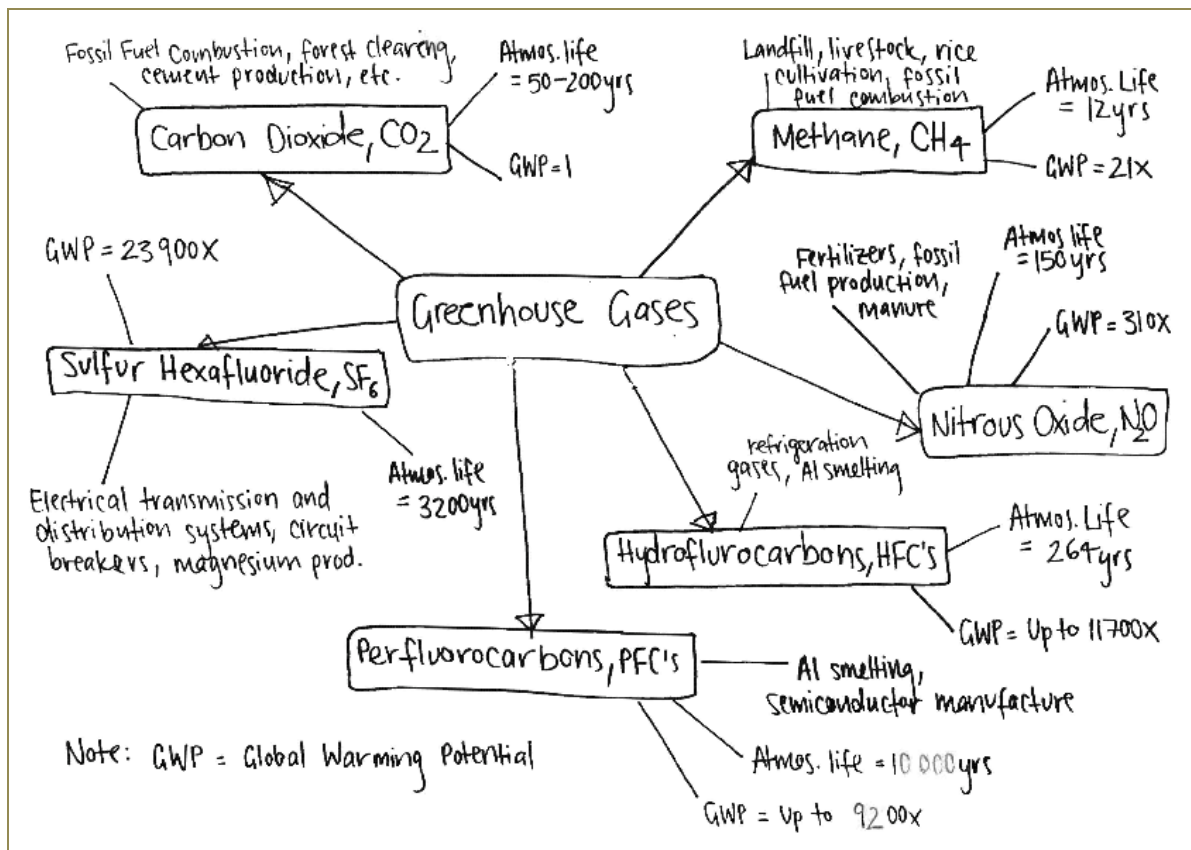 Fossil Fuel Combustion, forest clearing,
cement production, etc.
Atmos. life
= 50-200yrs
Carbon Dioxide, CO2
GWP = 1
Landfill, livestock, rice
cultivation, fossil
fuel combustion
Atmos. Life
= 12yrs
Methane, CH4
GWP = 21x
GWP = 23900X
Sulfur Hexafluoride, SF6
Electrical transmission and
distribution systems, circuit
breakers, magnesium prod.
Atmos. life
= 3200yrs
Greenhouse Gases
Fertilizers, fossil
fuel production,
manure
Atmos life
= 150yrs
GWP = 310x
Nitrous Oxide, N2O
refrigeration
gases, Al smelting
Hydroflurocarbons, HFC's
Atmos. Life
= 264yrs
GWP = Up to 11700x
Perfluorocarbons, PFC's
Al smelting,
semiconductor manufacture
Atmos. life = 10 000yrs
GWP = Up to 9200x
Note: GWP = Global Warming Potential